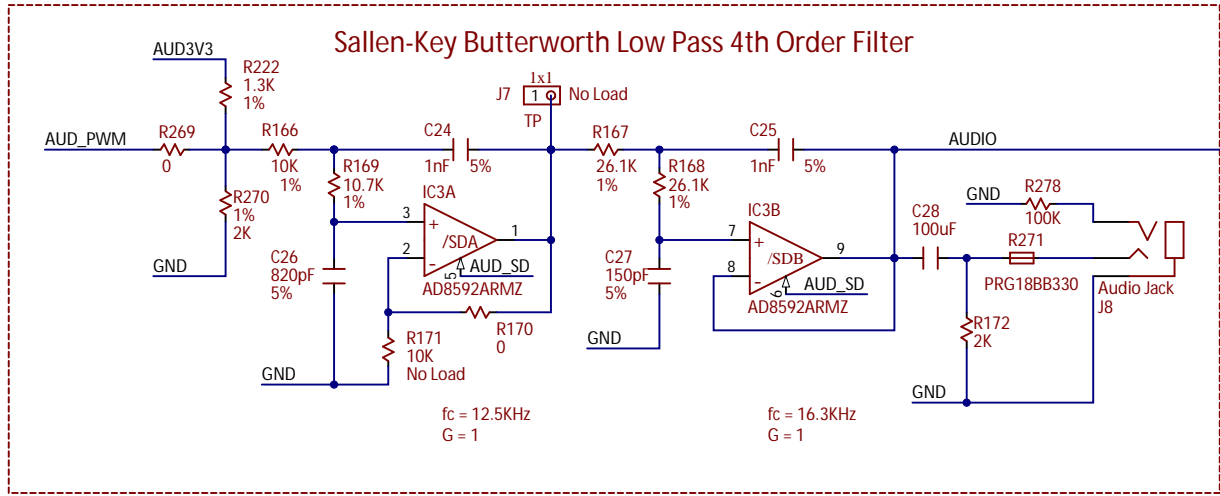 Sallen-Key Butterworth Low Pass 4th Order Filter
AUD3V3
R222
1.3K
1%
AUD_PWM
R269
0
R166
10K
1%
R270
1%
2K
GND
R169
10.7K
1%
C24
1nF
5%
J7
1x1
1
No Load
TP
IC3A
3
+
2
-
/SDA
1
5
AUD_SD
AD8592ARMZ
C26
820pF
5%
R171
10K
No Load
R170
0
GND
fc = 12.5KHz
G = 1
R167
26.1K
1%
R168
26.1K
1%
C25
1nF
5%
IC3B
7
+
8
-
/SDB
9
6
AUD_SD
AD8592ARMZ
C27
150pF
5%
GND
fc = 16.3KHz
G = 1
AUDIO
GND
R278
100K
C28
100uF
R271
PRG18BB330
Audio Jack
J8
R172
2K
GND